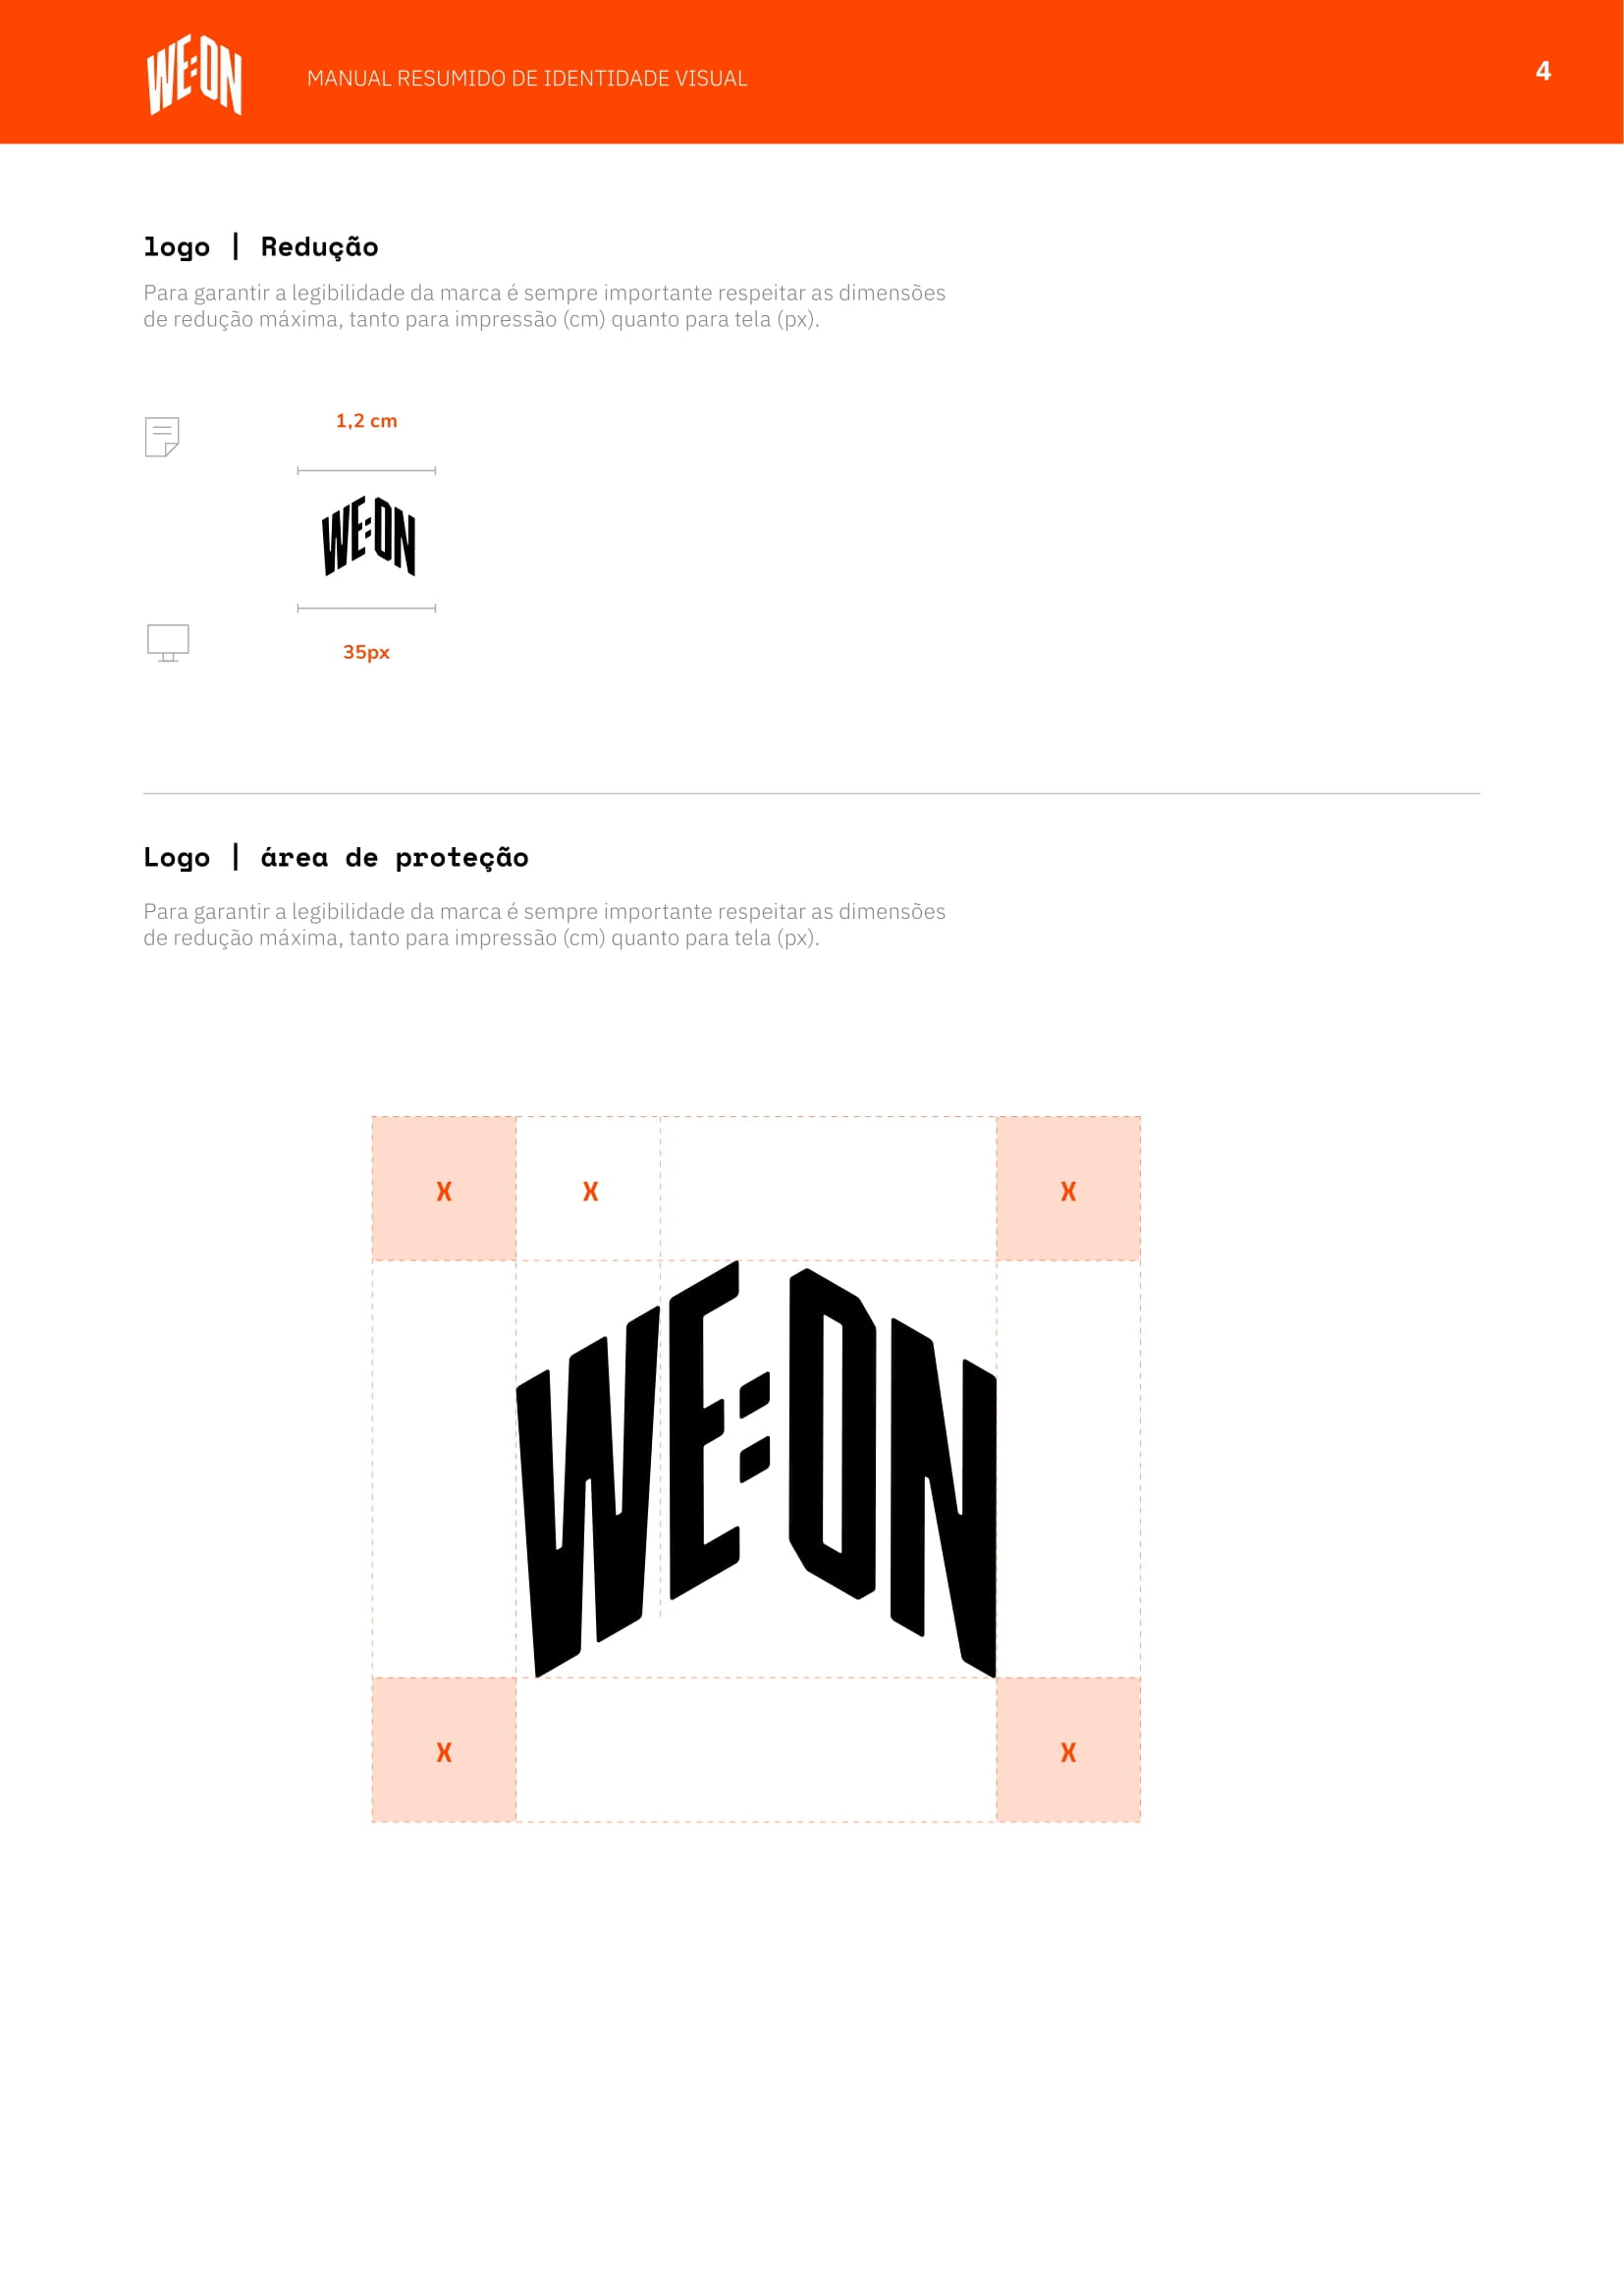 WE:ON
MANUAL RESUMIDO DE IDENTIDADE VISUAL
4
logo | Redução
Para garantir a legibilidade da marca é sempre importante respeitar as dimensões
de redução máxima, tanto para impressão (cm) quanto para tela (px).
1,2 cm
WE:ON
35px
Logo | área de proteção
Para garantir a legibilidade da marca é sempre importante respeitar as dimensões
de redução máxima, tanto para impressão (cm) quanto para tela (px).
X X X
WE:ON
X X